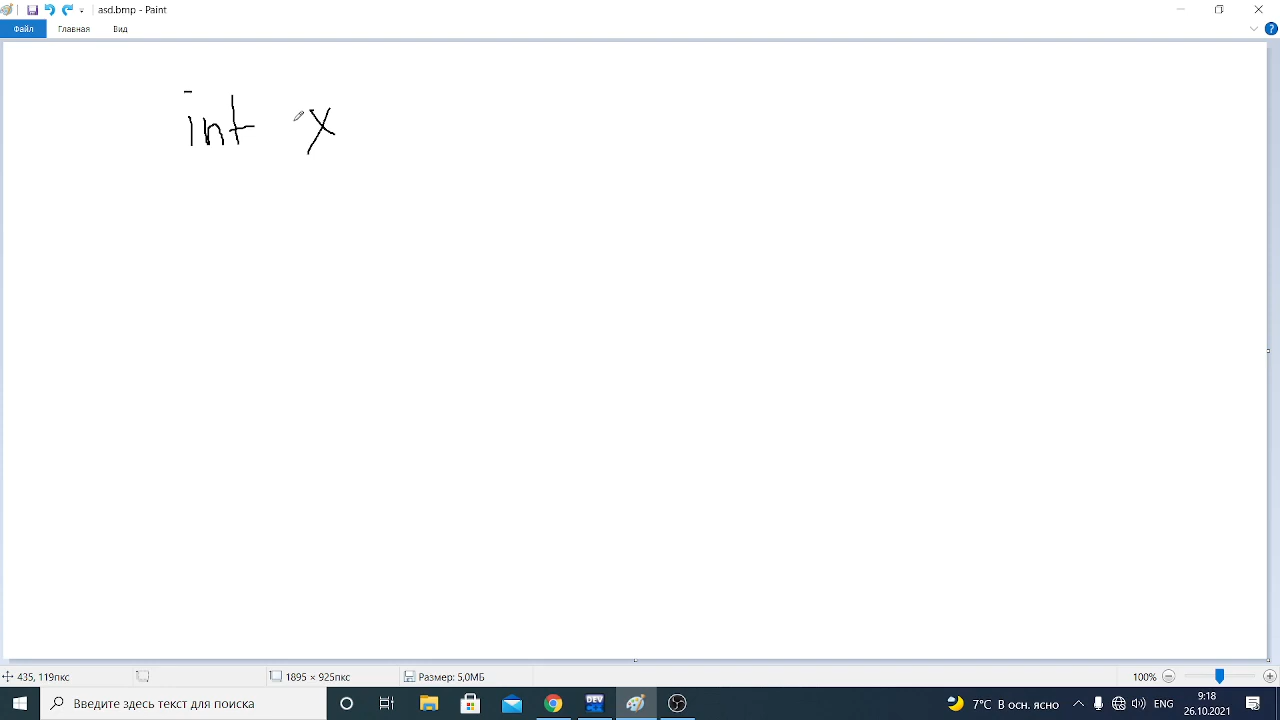 asd.bmp - Paint
Файл Главная Вид
int x
435, 119пкс 1895 × 925пкс Размер: 5,0МБ 100%
Введите здесь текст для поиска DEV 7°C В осн. ясно ENG 9:18
26.10.2021